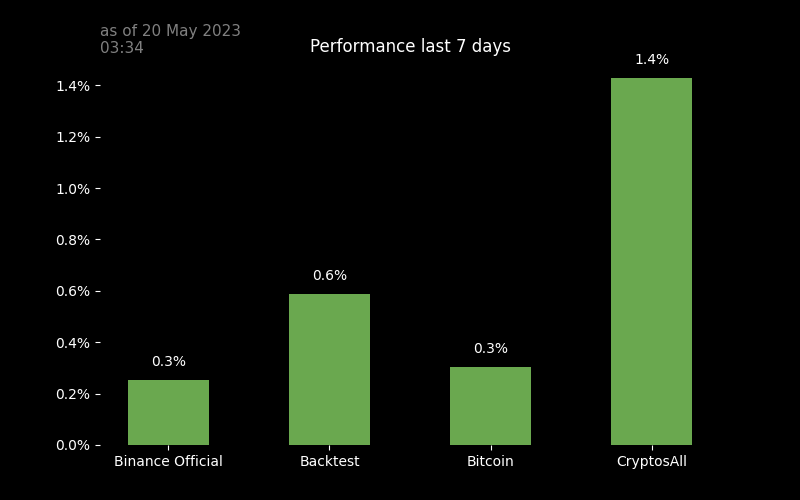 as of 20 May 2023
03:34
Performance last 7 days
1.4%
1.4%
1.2%
1.0%
0.8%
0.6%
0.6%
0.4%
0.3%
0.3%
0.2%
0.0%
Binance Official
Backtest
Bitcoin
CryptosAll